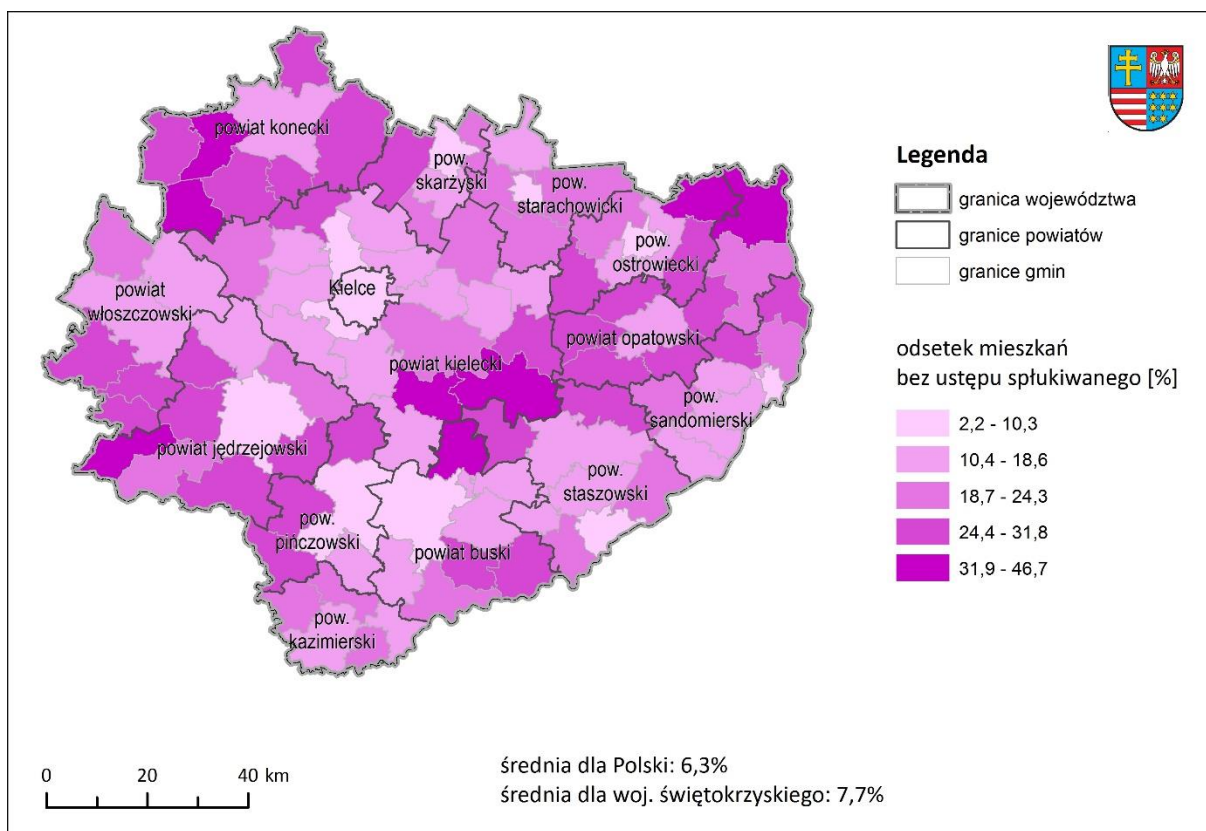 powiat konecki
pow.
skarżyski
pow.
starachowicki
pow.
ostrowiecki
Kielce
powiat
włoszczowski
powiat opatowski
powiat kielecki
pow.
sandomierski
powiat jędrzejowski
pow.
staszowski
pow.
pińczowski
powiat buski
pow.
kazimierski
Legenda
granica województwa
granice powiatów
granice gmin
odsetek mieszkań
bez ustępu spłukiwanego [%]
2,2 - 10,3
10,4 - 18,6
18,7 - 24,3
24,4 - 31,8
31,9 - 46,7
0 20 40 km
średnia dla Polski: 6,3%
średnia dla woj. świętokrzyskiego: 7,7%